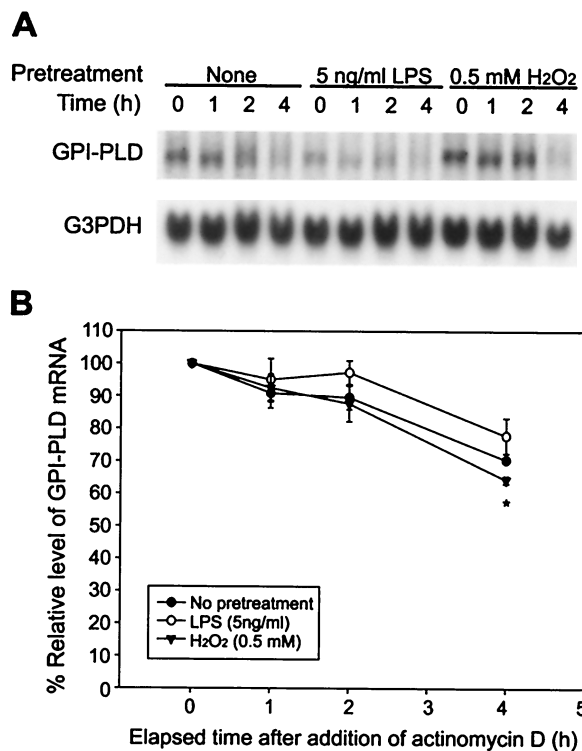 A
Pretreatment None 5 ng/ml LPS 0.5 mM H₂O₂
Time (h) 0 1 2 4 0 1 2 4 0 1 2 4
GPI-PLD
G3PDH
B
% Relative level of GPI-PLD mRNA
110
100
90
80
70
60
50
40
30
20
10
0
*
No pretreatment
LPS (5ng/ml)
H₂O₂ (0.5 mM)
0 1 2 3 4 5
Elapsed time after addition of actinomycin D (h)